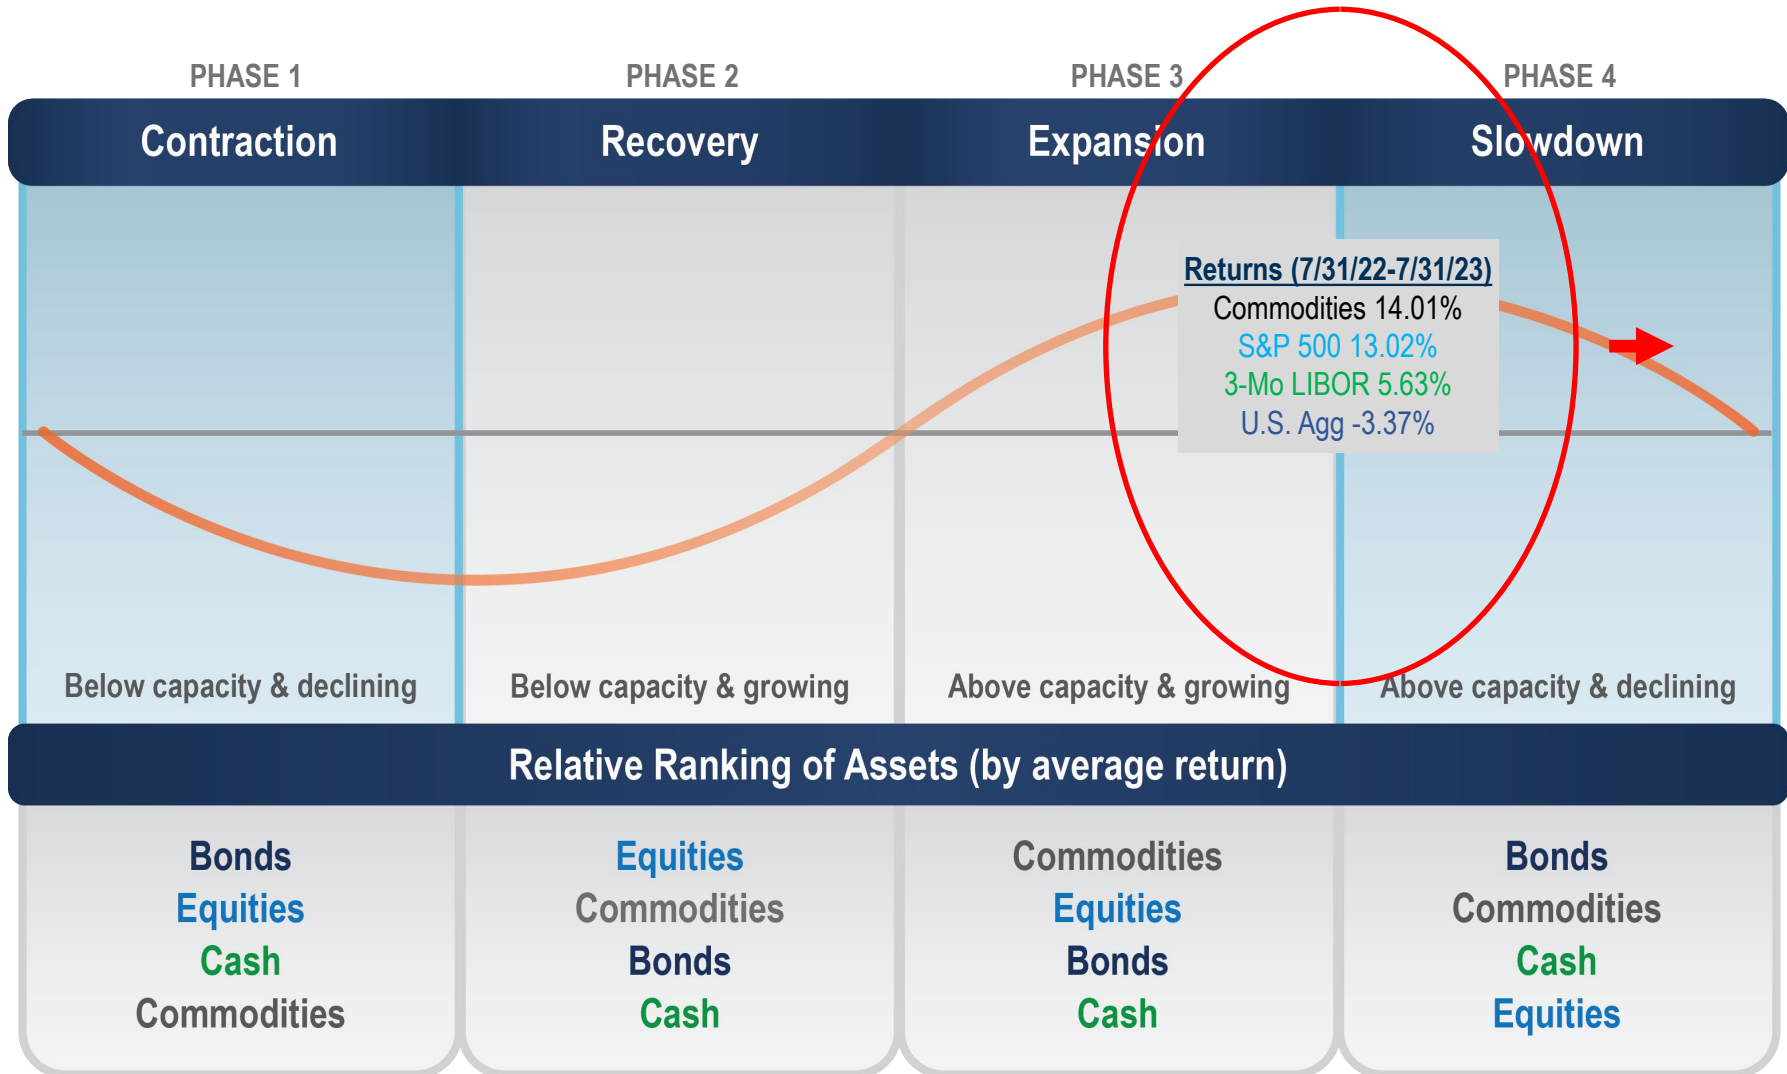 PHASE 1
PHASE 2
PHASE 3
PHASE 4
Contraction
Recovery
Expansion
Slowdown
Returns (7/31/22-7/31/23)
Commodities 14.01%
S&P 500 13.02%
3-Mo LIBOR 5.63%
U.S. Agg -3.37%
Below capacity & declining
Below capacity & growing
Above capacity & growing
Above capacity & declining
Relative Ranking of Assets (by average return)
Bonds
Equities
Cash
Commodities
Equities
Commodities
Bonds
Cash
Commodities
Equities
Bonds
Cash
Bonds
Commodities
Cash
Equities